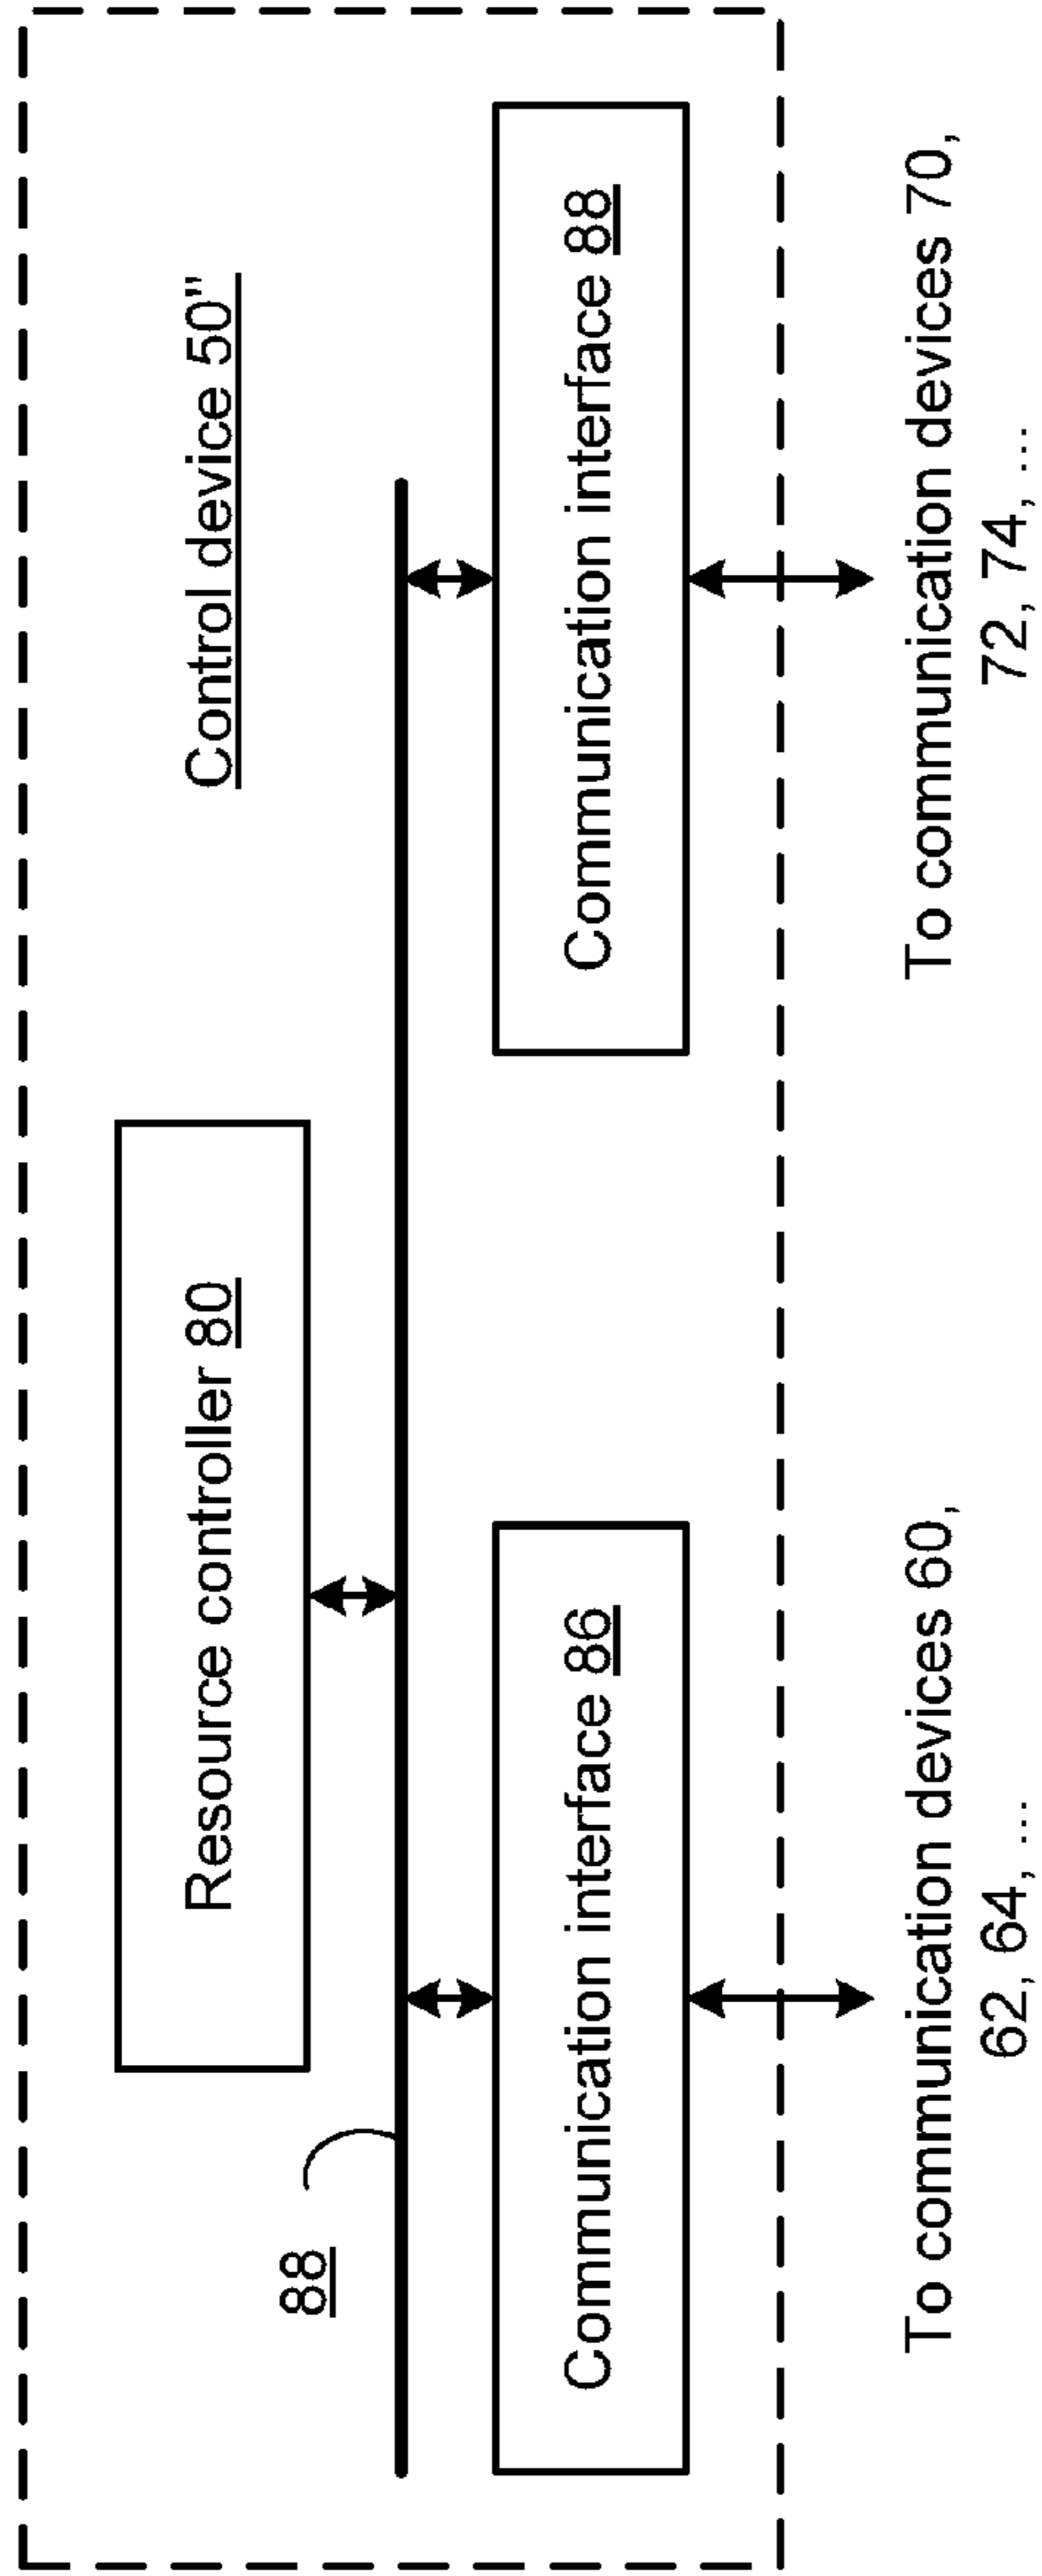 Resource controller 80
Control device 50"
88
Communication interface 86
Communication interface 88
To communication devices 60,
62, 64, ...
To communication devices 70,
72, 74, ...